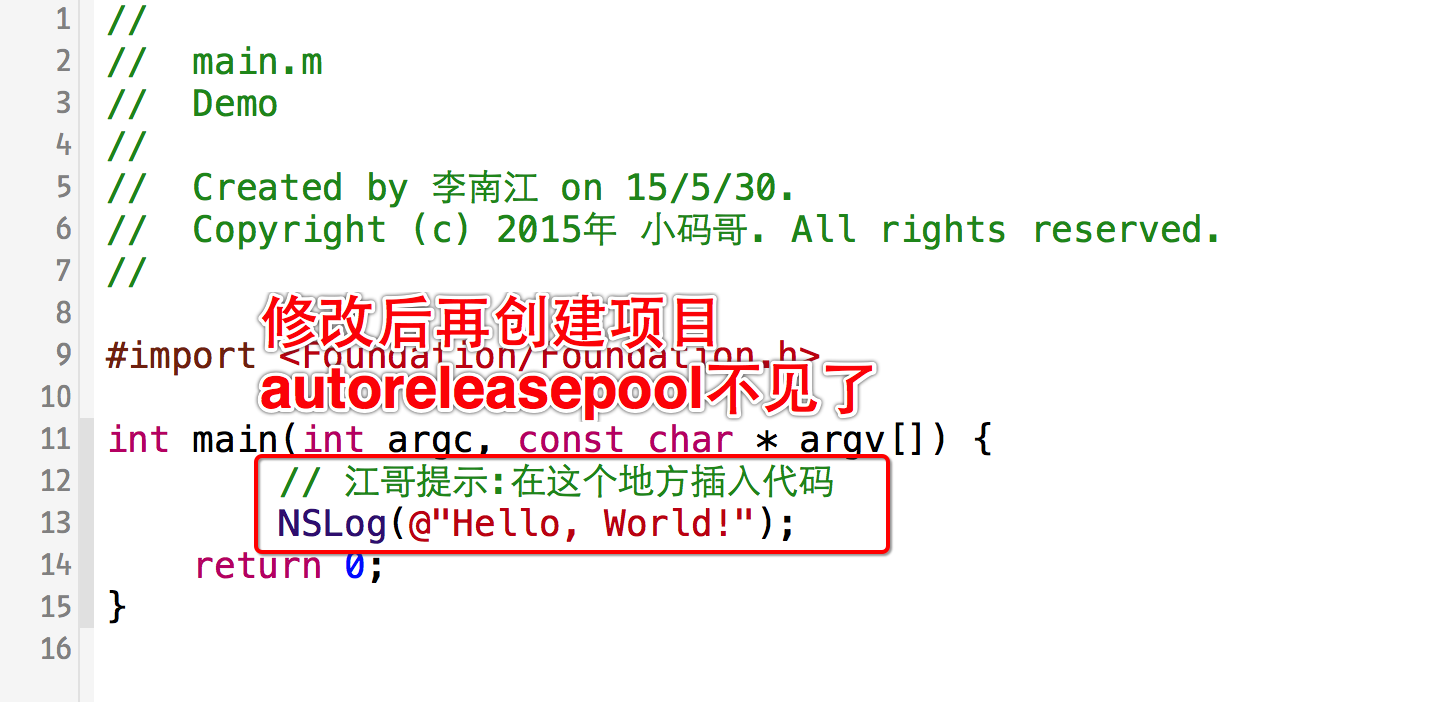 1 //
2 // main.m
3 // Demo
4 //
5 // Created by 李南江 on 15/5/30.
6 // Copyright (c) 2015年 小码哥. All rights reserved.
7 //
8
修改后再创建项目
9 #import <Foundation/Foundation.h>
autoreleasepool不见了
10
11 int main(int argc, const char * argv[]) {
12 // 江哥提示:在这个地方插入代码
13 NSLog(@"Hello, World!");
14 return 0;
15 }
16